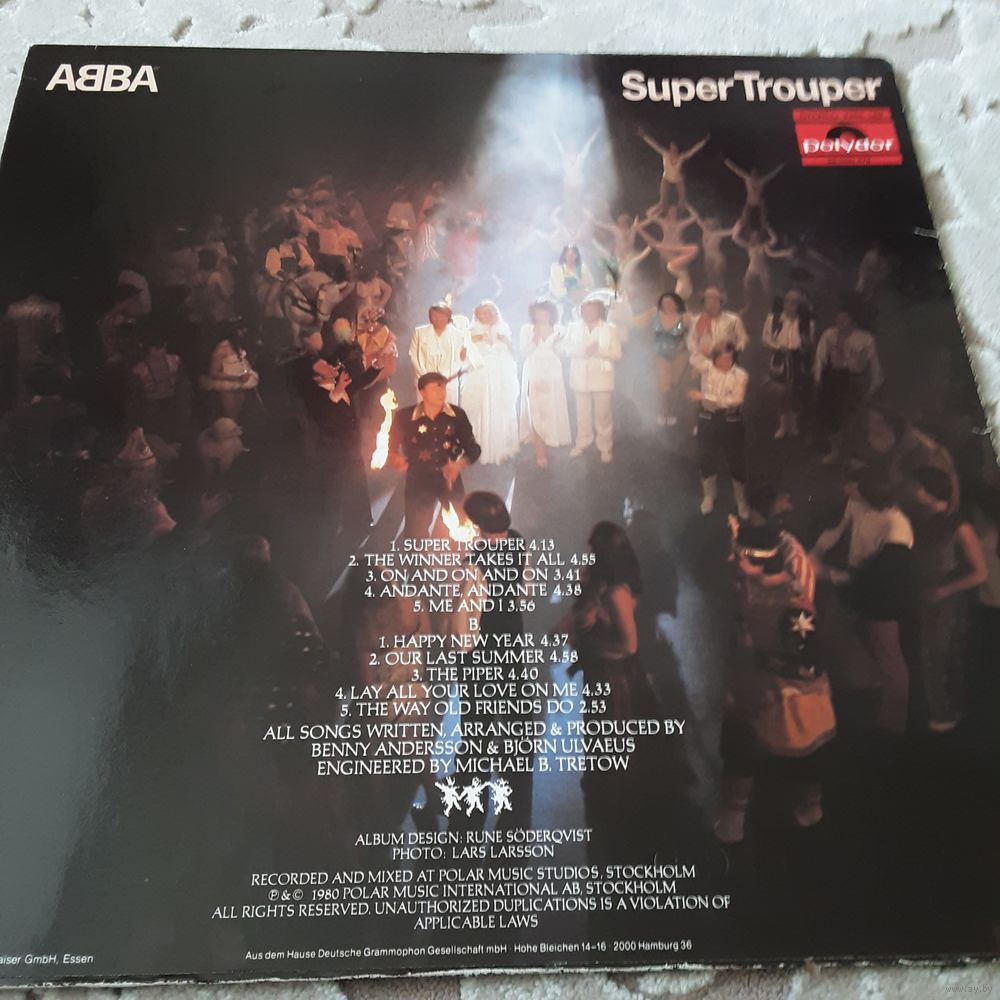 ABBA
Super Trouper
polydor
1. SUPER TROUPER 4.13
2. THE WINNER TAKES IT ALL 4.55
3. ON AND ON AND ON 3.41
4. ANDANTE, ANDANTE 4.38
5. ME AND I 3.56
B.
1. HAPPY NEW YEAR 4.37
2. OUR LAST SUMMER 4.58
3. THE PIPER 4.40
4. LAY ALL YOUR LOVE ON ME 4.33
5. THE WAY OLD FRIENDS DO 2.53
ALL SONGS WRITTEN, ARRANGED & PRODUCED BY
BENNY ANDERSSON & BJÖRN ULVAEUS
ENGINEERED BY MICHAEL B. TRETOW
ALBUM DESIGN: RUNE SÖDERQVIST
PHOTO: LARS LARSSON
RECORDED AND MIXED AT POLAR MUSIC STUDIOS, STOCKHOLM
℗ & © 1980 POLAR MUSIC INTERNATIONAL AB, STOCKHOLM
ALL RIGHTS RESERVED. UNAUTHORIZED DUPLICATIONS IS A VIOLATION OF
APPLICABLE LAWS
aiser GmbH, Essen
Aus dem Hause Deutsche Grammophon Gesellschaft mbH · Hohe Bleichen 14-16 · 2000 Hamburg 36
www.ay.by